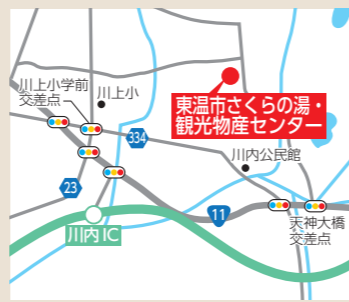 川上小学前
交差点
川上小
東温市さくらの湯・
観光物産センター
334
川内公民館
23
11
川内IC
天神大橋
交差点